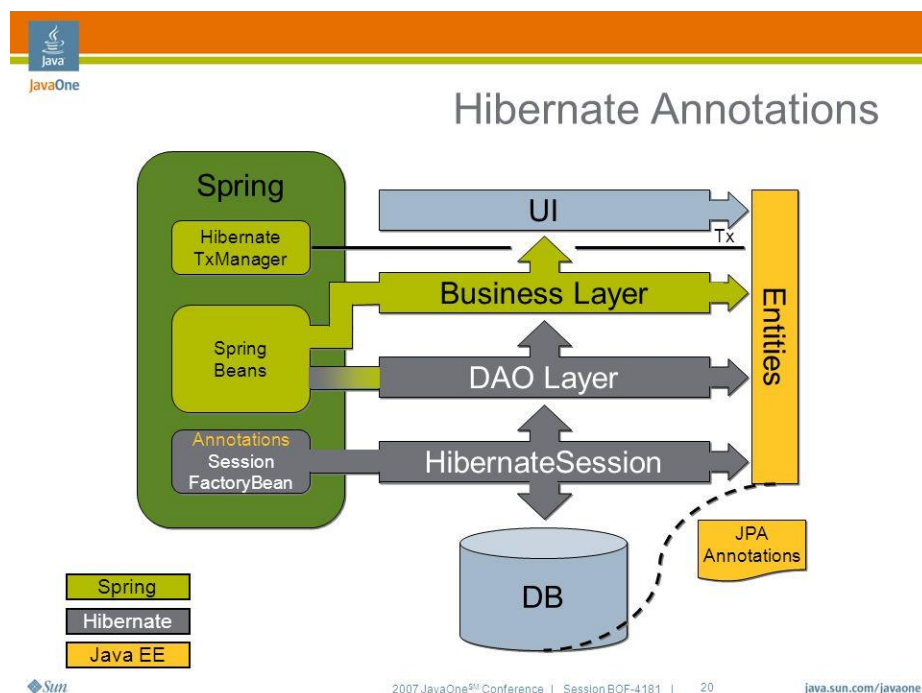 Java
JavaOne
Hibernate Annotations
Spring
Hibernate
TxManager
Spring
Beans
Annotations
Session
FactoryBean
UI
Tx
Business Layer
DAO Layer
HibernateSession
DB
Entities
JPA
Annotations
Spring
Hibernate
Java EE
Sun
2007 JavaOne℠ Conference | Session BOF-4181 |
20
java.sun.com/javaone